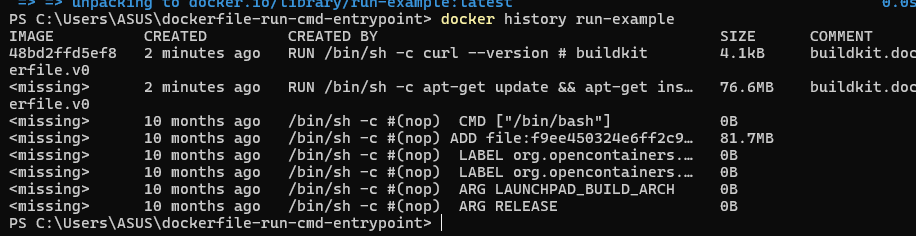 => => unpacking to docker.io/library/run-example:latest 0.0s
PS C:\Users\ASUS\dockerfile-run-cmd-entrypoint> docker history run-example
IMAGE CREATED CREATED BY SIZE COMMENT
48bd2ffd5ef8 2 minutes ago RUN /bin/sh -c curl --version # buildkit 4.1kB buildkit.doc
erfile.v0
<missing> 2 minutes ago RUN /bin/sh -c apt-get update && apt-get ins… 76.6MB buildkit.doc
erfile.v0
<missing> 10 months ago /bin/sh -c #(nop) CMD ["/bin/bash"] 0B
<missing> 10 months ago /bin/sh -c #(nop) ADD file:f9ee450324e6ff2c9… 81.7MB
<missing> 10 months ago /bin/sh -c #(nop) LABEL org.opencontainers.… 0B
<missing> 10 months ago /bin/sh -c #(nop) LABEL org.opencontainers.… 0B
<missing> 10 months ago /bin/sh -c #(nop) ARG LAUNCHPAD_BUILD_ARCH 0B
<missing> 10 months ago /bin/sh -c #(nop) ARG RELEASE 0B
PS C:\Users\ASUS\dockerfile-run-cmd-entrypoint>